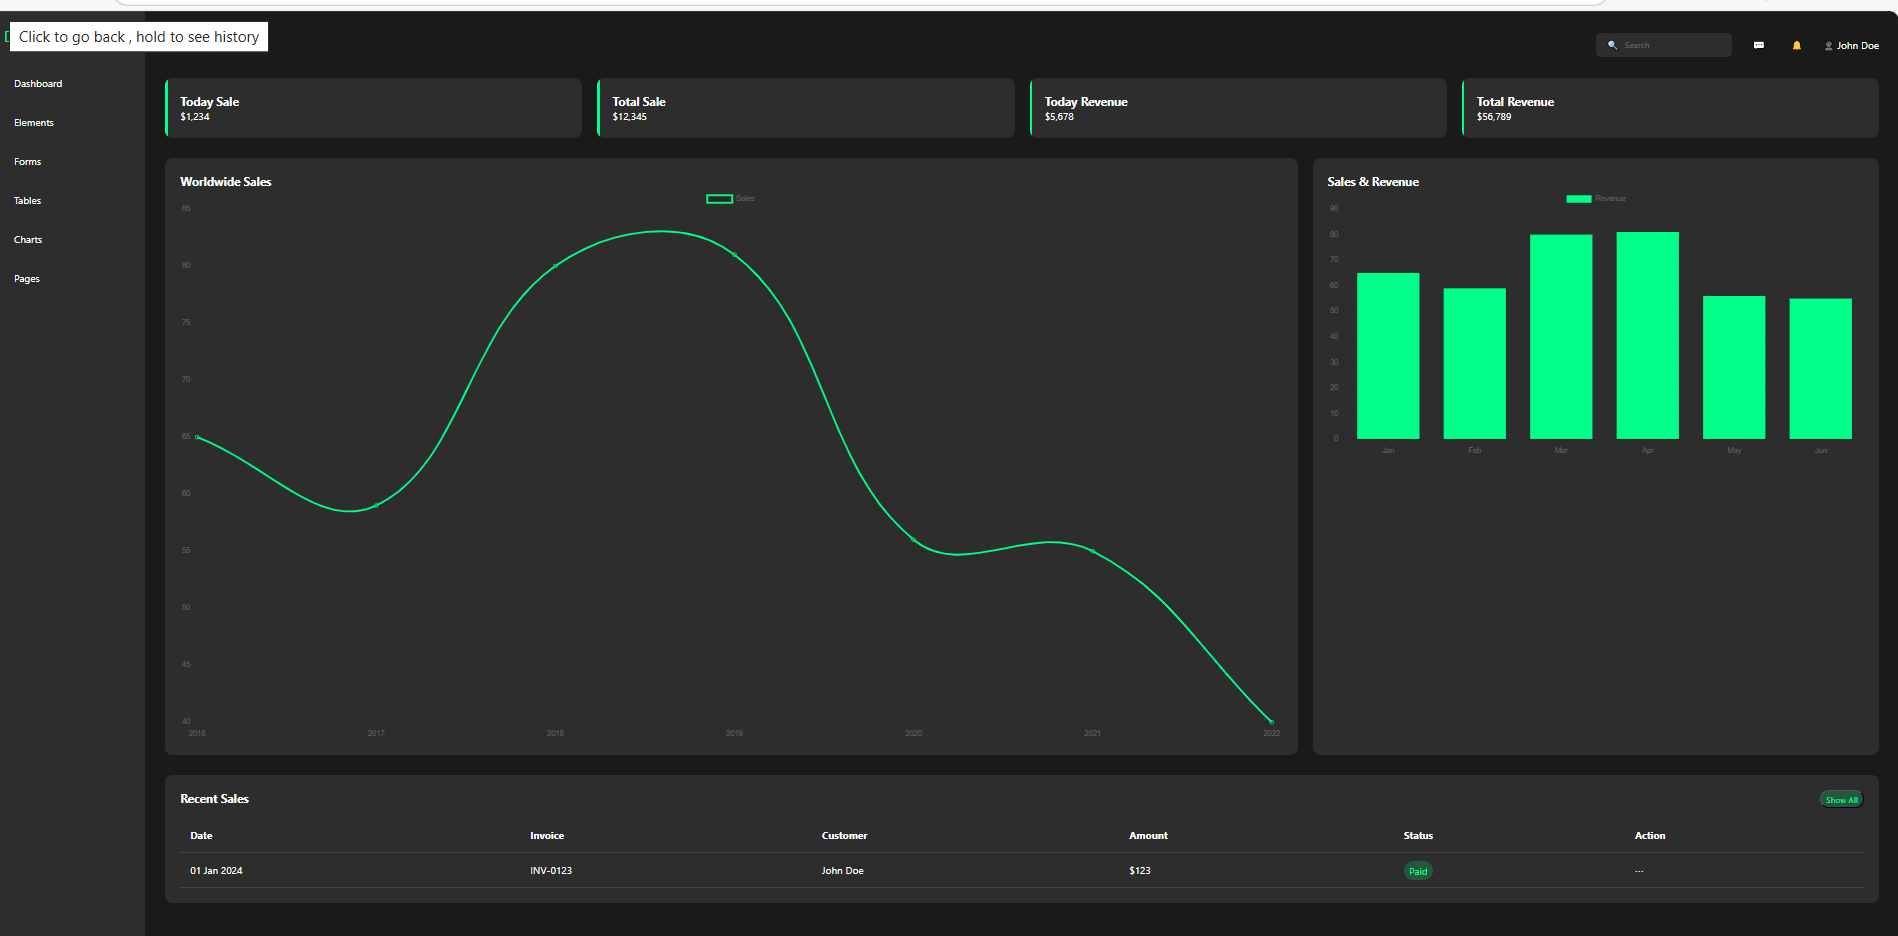 Click to go back , hold to see history
Search
John Doe
Dashboard
Elements
Forms
Tables
Charts
Pages
Today Sale
$1,234
Total Sale
$12,345
Today Revenue
$5,678
Total Revenue
$56,789
Worldwide Sales
Sales
85
80
75
70
65
60
55
50
45
40
2016 2017 2018 2019 2020 2021 2022
Sales & Revenue
Revenue
90
80
70
60
50
40
30
20
10
0
Jan Feb Mar Apr May Jun
Recent Sales
Show All
Date Invoice Customer Amount Status Action
01 Jan 2024 INV-0123 John Doe $123 Paid ...